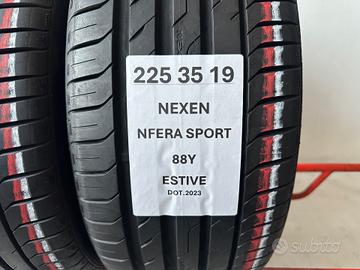 225 35 19
NEXEN
NFERA SPORT
88Y
ESTIVE
DOT.2023
subito